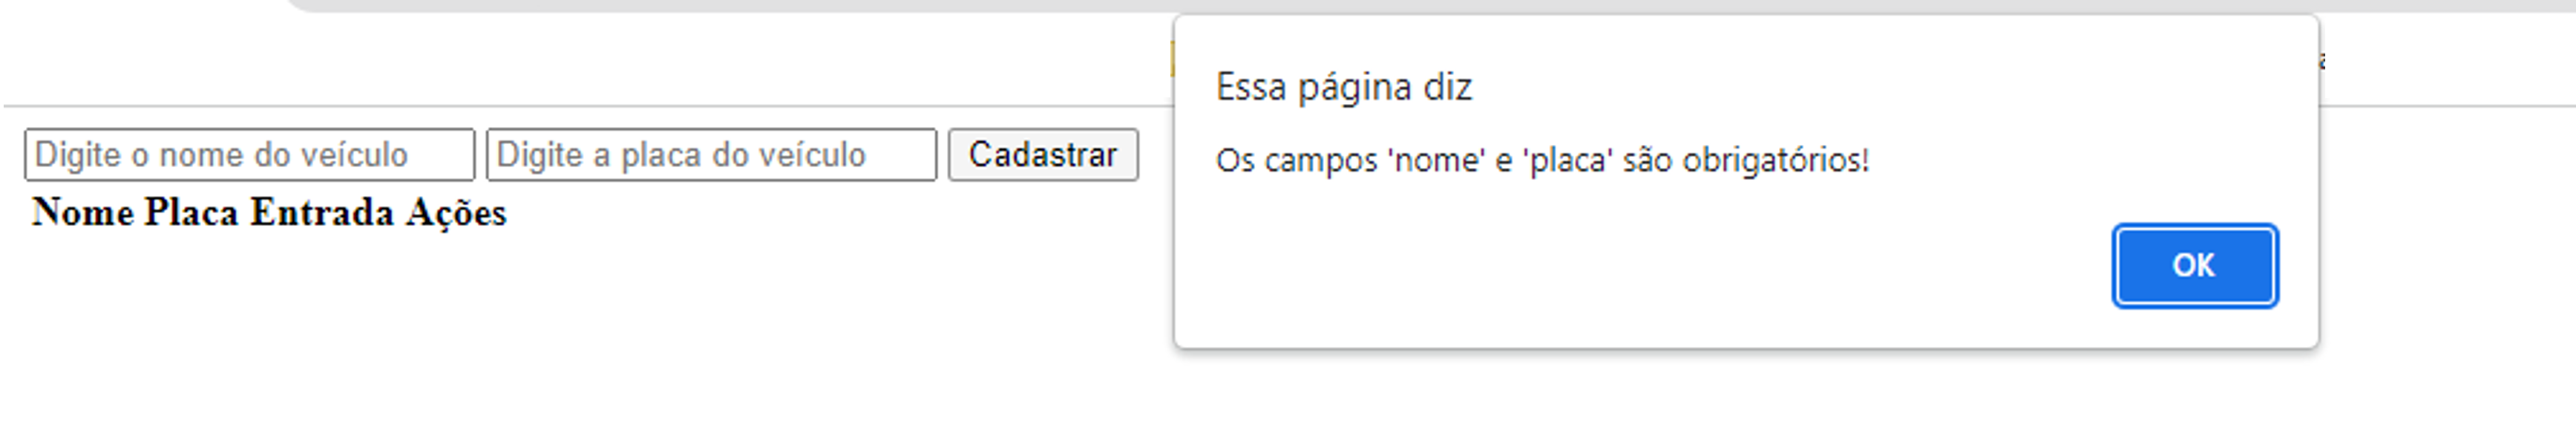 Essa página diz
Os campos 'nome' e 'placa' são obrigatórios!
OK
Digite o nome do veículo Digite a placa do veículo Cadastrar
Nome Placa Entrada Ações